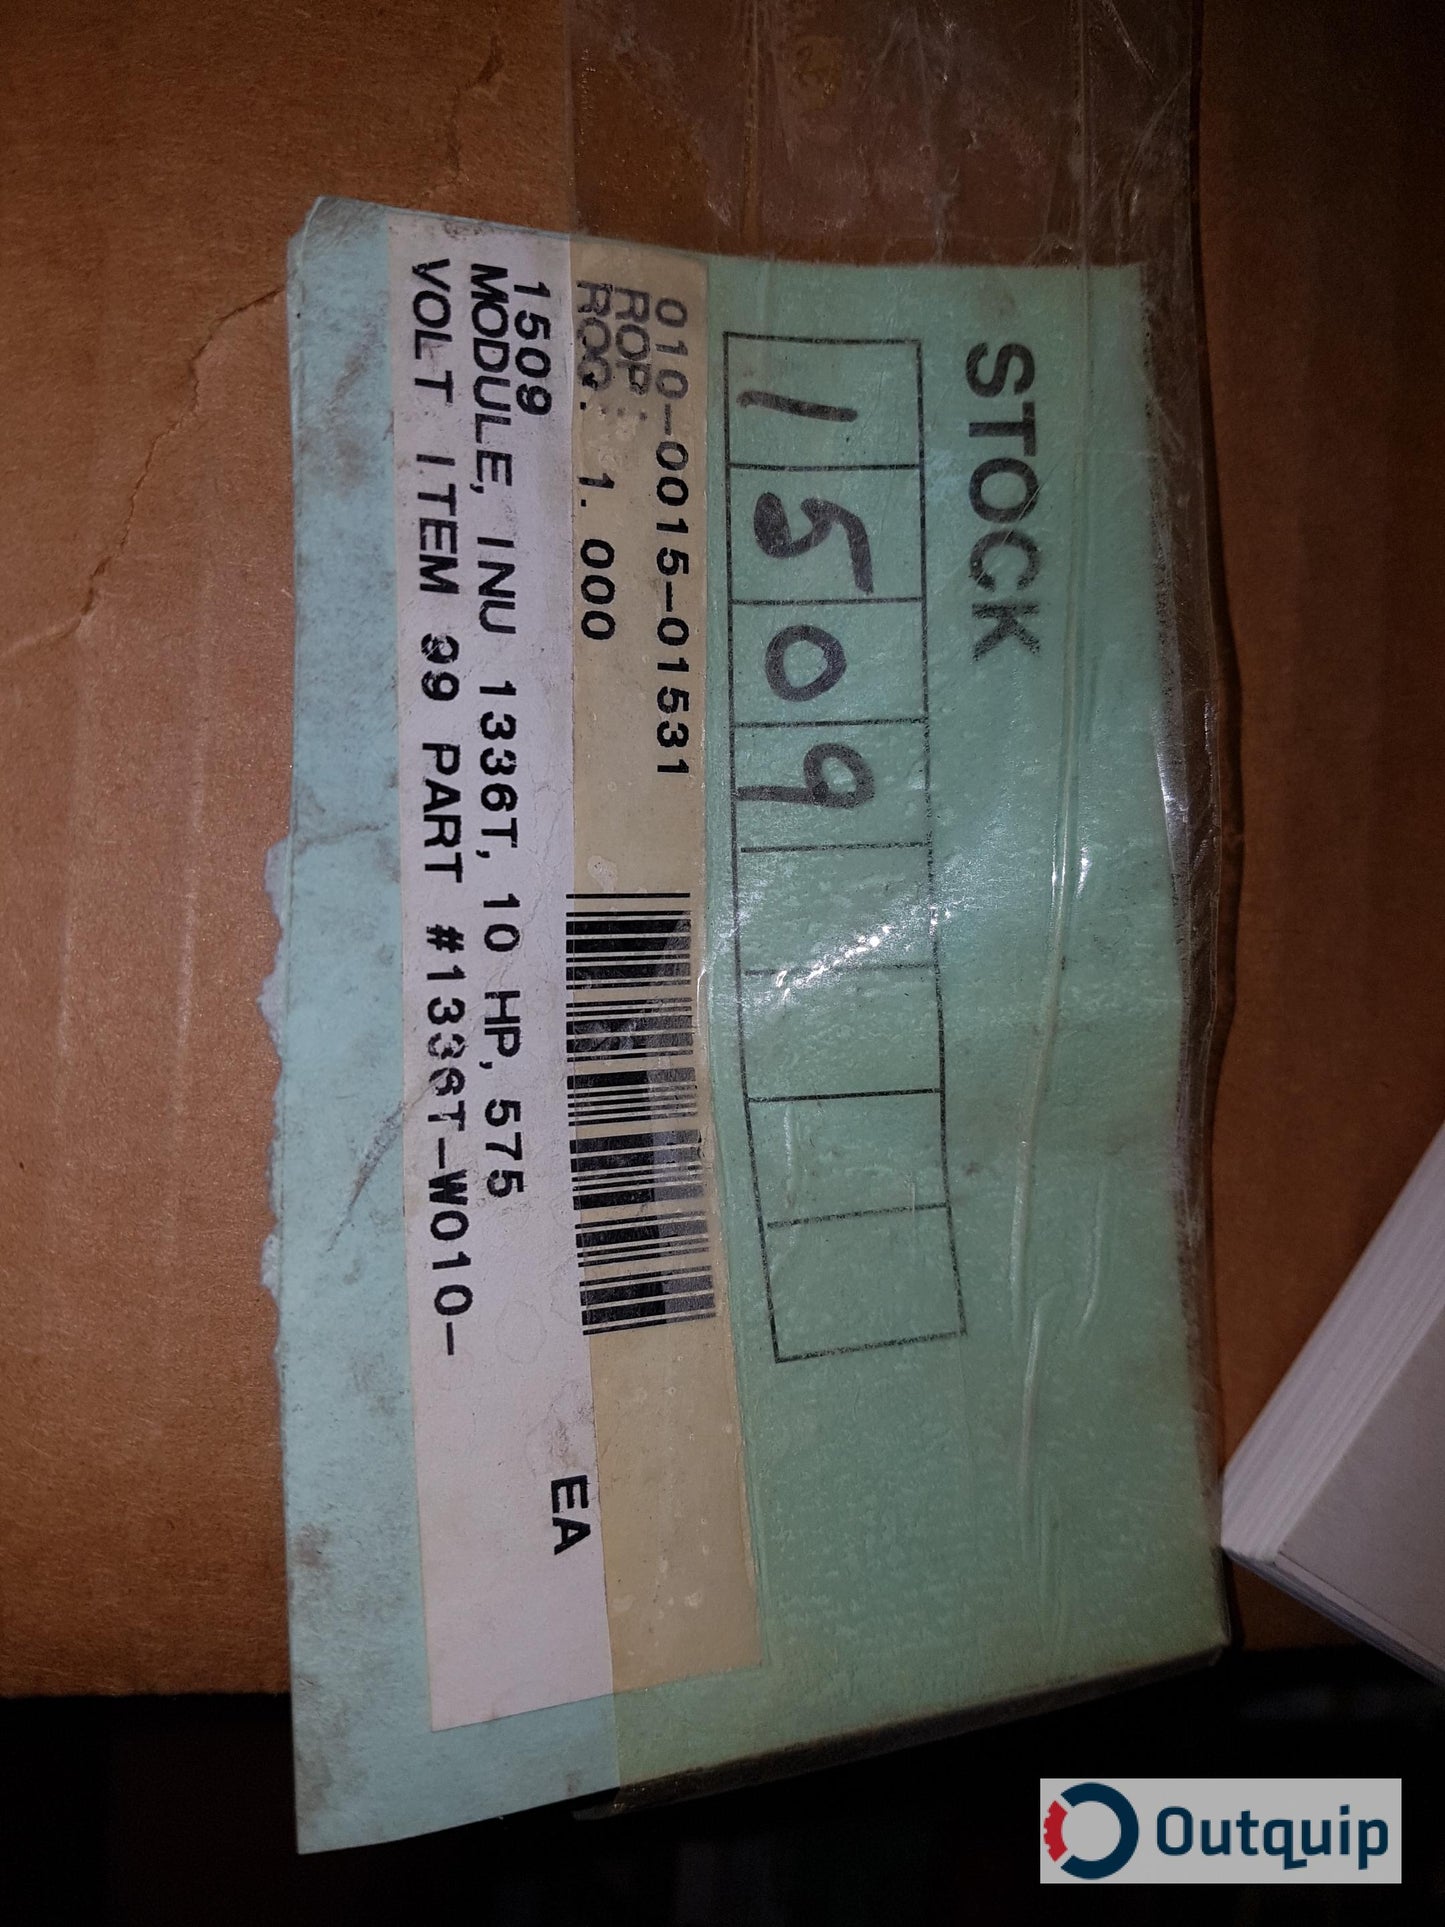 STOCK
1509
010-0015-01531
ROP:
ROQ: 1.000
1509 EA
MODULE, INU 1336T, 10 HP, 575
VOLT ITEM 99 PART #1336T-W010-
Outquip